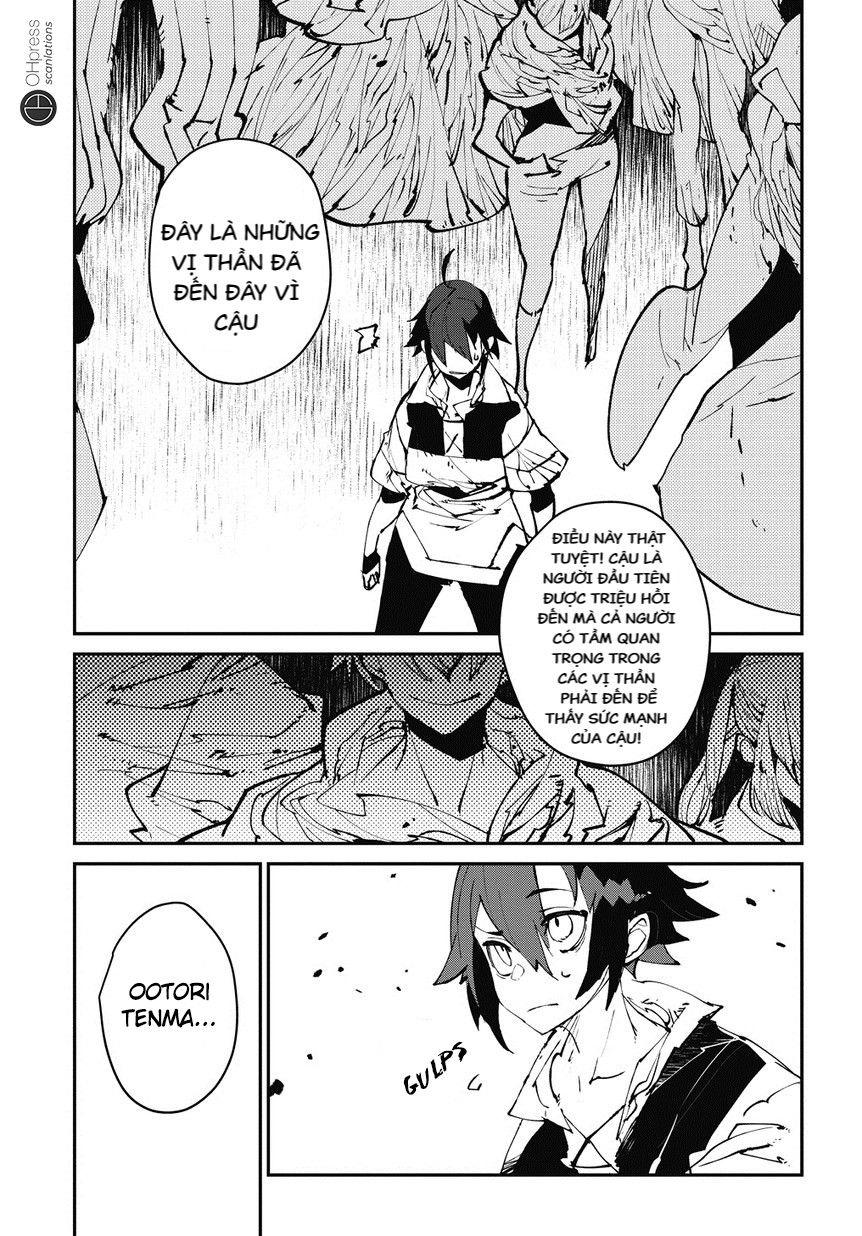 OHpress
scanlations
ĐÂY LÀ NHỮNG
VỊ THẦN ĐÃ
ĐẾN ĐÂY VÌ
CẬU
ĐIỀU NÀY THẬT
TUYỆT! CẬU LÀ
NGƯỜI ĐẦU TIÊN
ĐƯỢC TRIỆU HỒI
ĐẾN MÀ CẢ NGƯỜI
CÓ TẦM QUAN
TRỌNG TRONG
CÁC VỊ THẦN
PHẢI ĐẾN ĐỂ
THẤY SỨC MẠNH
CỦA CẬU!
OOTORI
TENMA...
GULPS